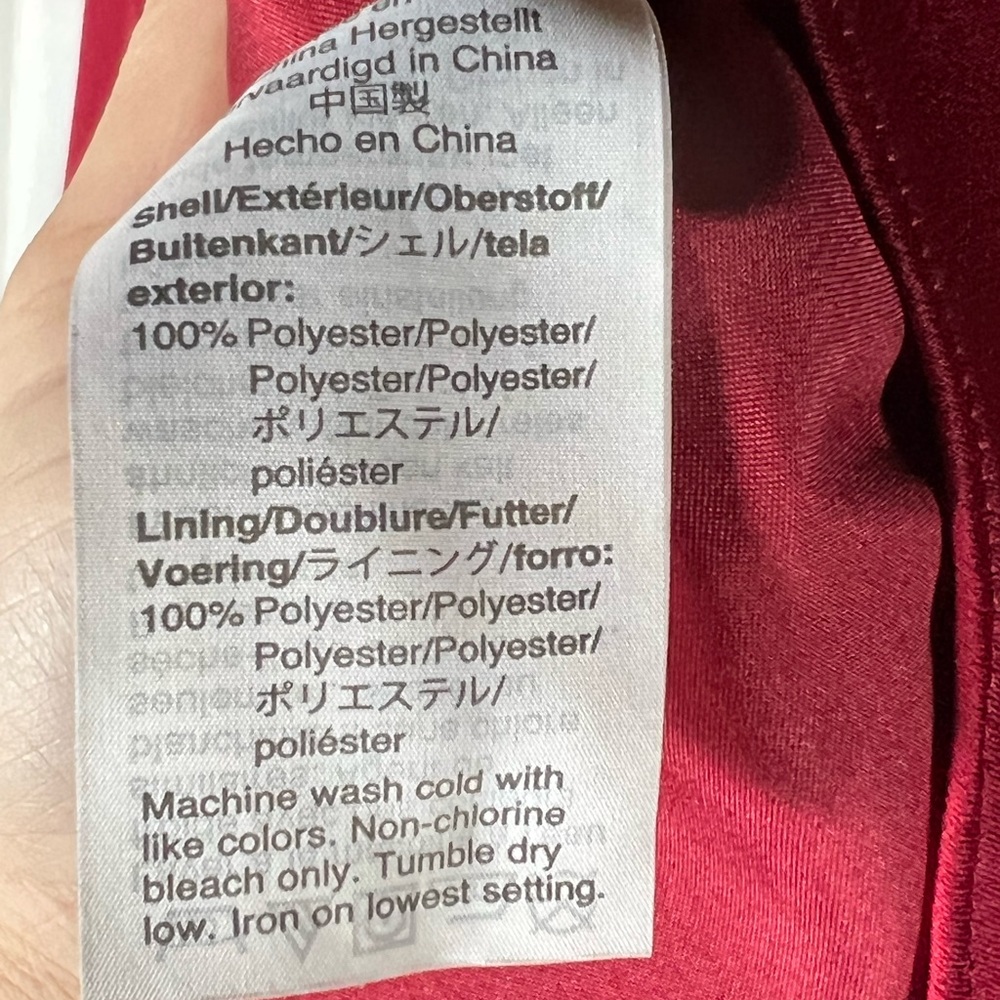 Hergestellt
in China
中国製
Hecho en China
shell/Extérieur/Oberstoff/
Buitenkant/シェル/tela
exterior:
100% Polyester/Polyester/
Polyester/Polyester/
ポリエステル/
poliéster
Lining/Doublure/Futter/
Voering/ライニング/forro:
100% Polyester/Polyester/
Polyester/Polyester/
ポリエステル/
poliéster
Machine wash cold with
like colors. Non-chlorine
bleach only. Tumble dry
low. Iron on lowest setting.